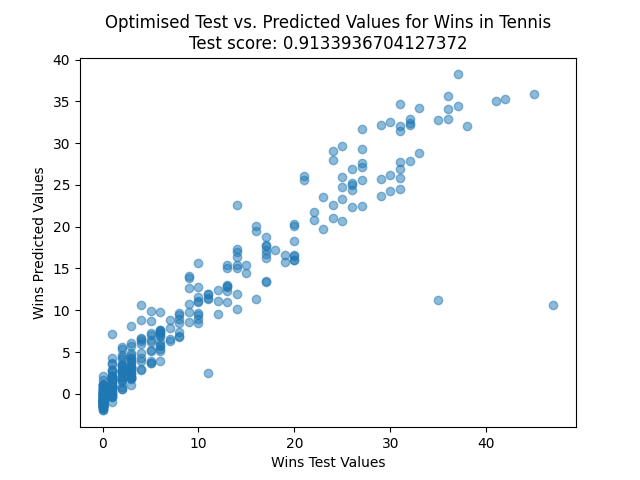 Optimised Test vs. Predicted Values for Wins in Tennis
Test score: 0.9133936704127372
40
35
30
25
20
15
10
5
0
Wins Predicted Values
0 10 20 30 40
Wins Test Values